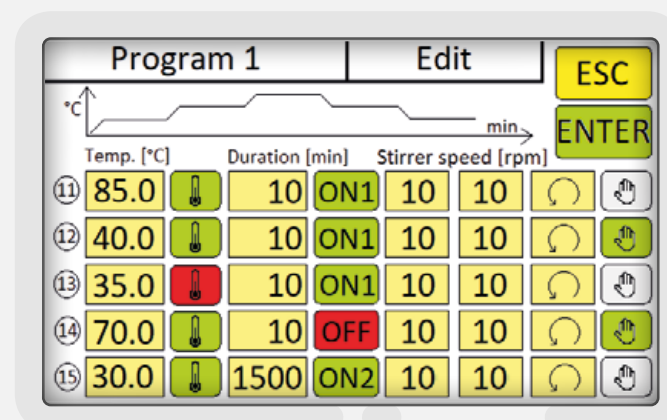 Program 1 Edit ESC
°C min ENTER
Temp. [°C] Duration [min] Stirrer speed [rpm]
11 85.0 10 ON1 10 10
12 40.0 10 ON1 10 10
13 35.0 10 ON1 10 10
14 70.0 10 OFF 10 10
15 30.0 1500 ON2 10 10